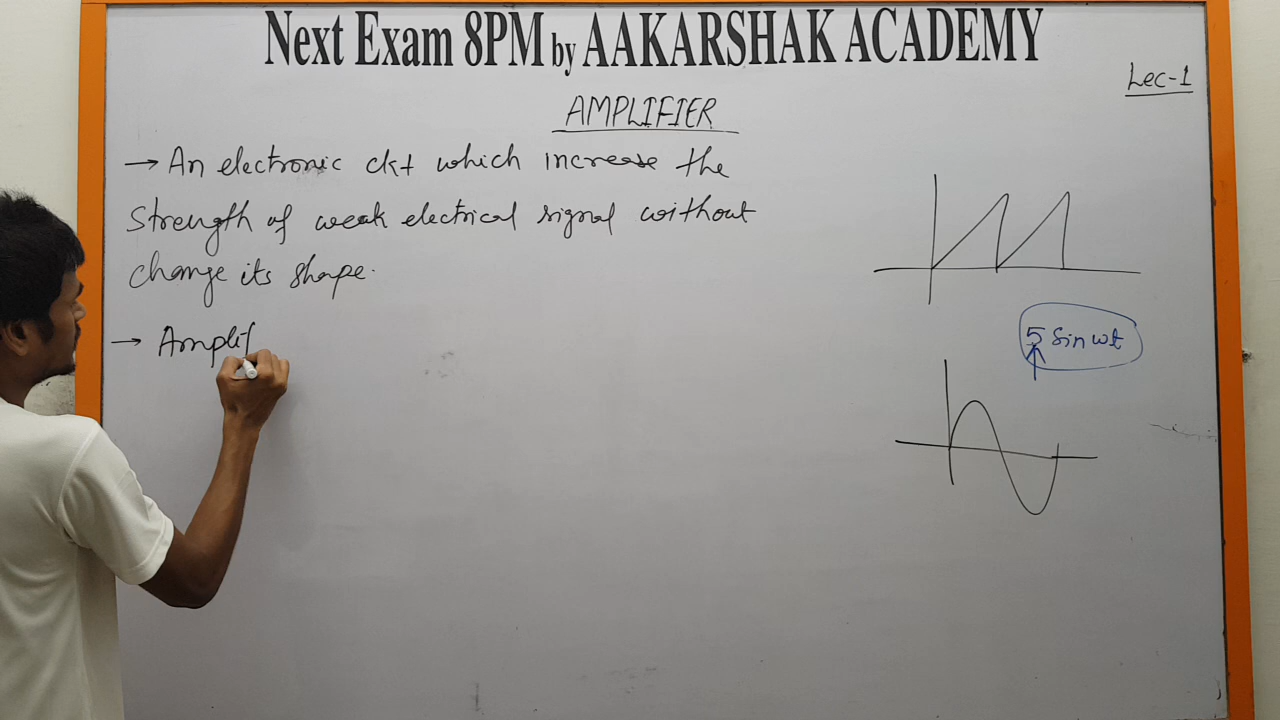 Next Exam 8PM by AAKARSHAK ACADEMY
Lec-1
AMPLIFIER
→ An electronic ckt which increase the
strength of weak electrical signal without
change its shape.
→ Amplif
5 Sin ωt